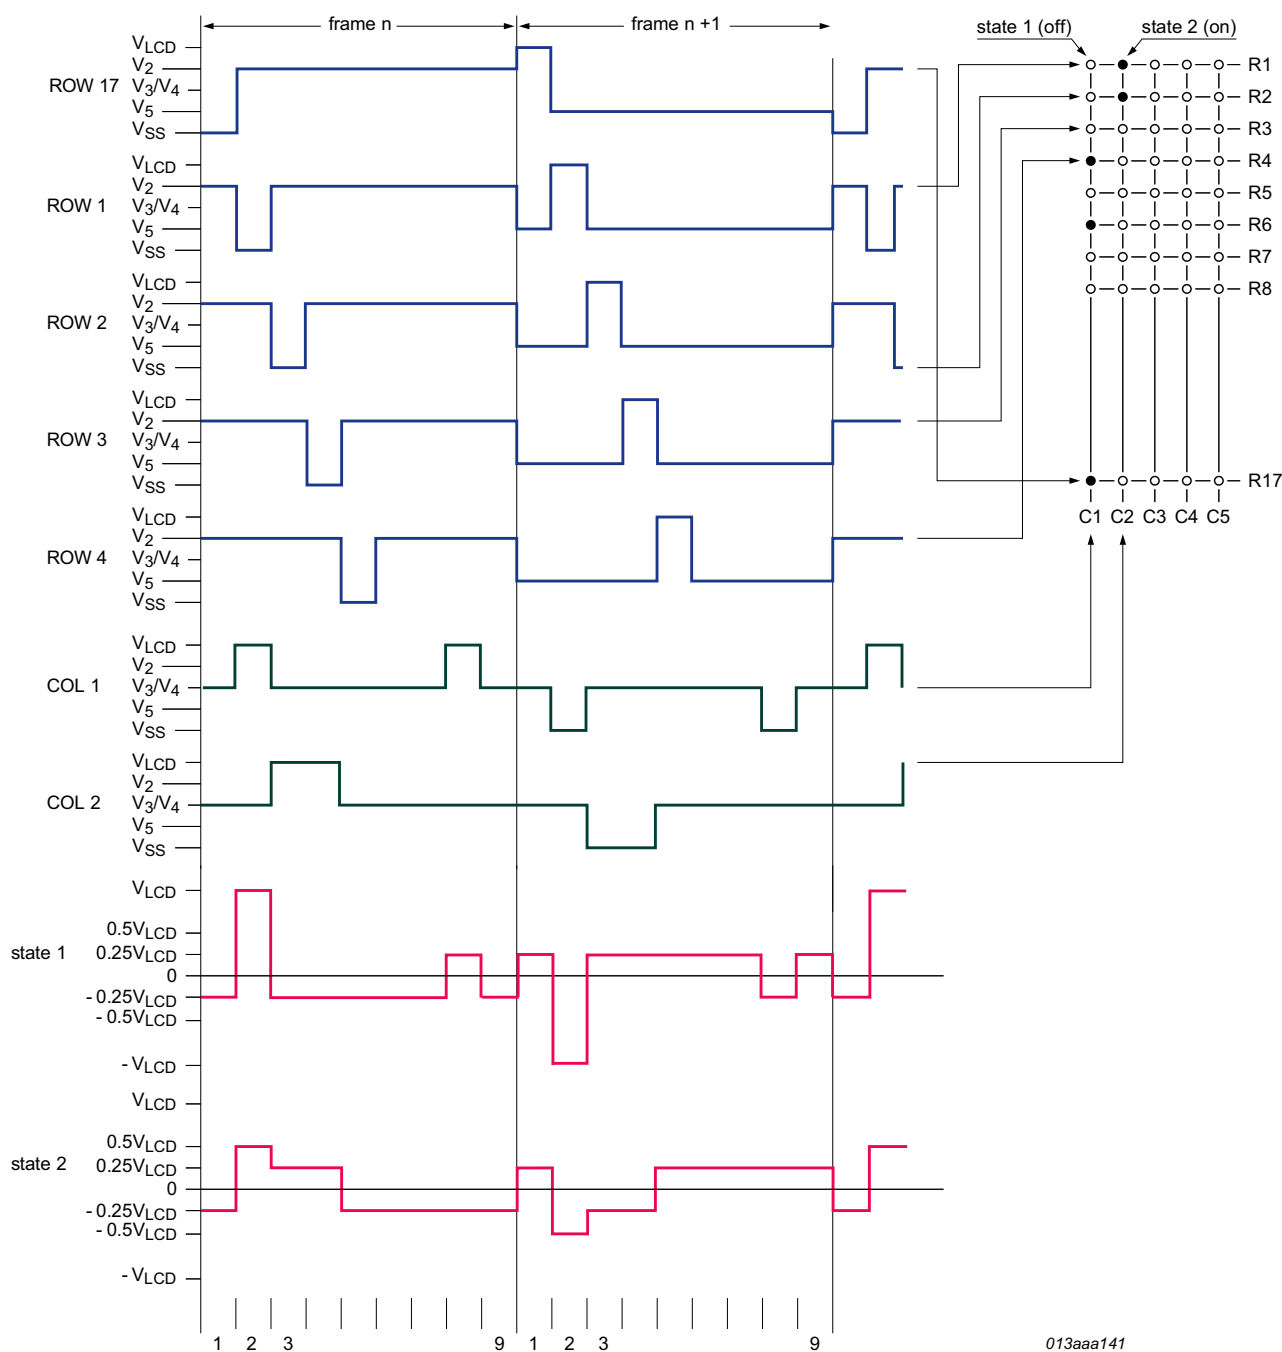 frame n
frame n +1
state 1 (off)
state 2 (on)
ROW 17
VLCD
V2
V3/V4
V5
VSS
ROW 1
VLCD
V2
V3/V4
V5
VSS
ROW 2
VLCD
V2
V3/V4
V5
VSS
ROW 3
VLCD
V2
V3/V4
V5
VSS
ROW 4
VLCD
V2
V3/V4
V5
VSS
COL 1
VLCD
V2
V3/V4
V5
VSS
COL 2
VLCD
V2
V3/V4
V5
VSS
R1
R2
R3
R4
R5
R6
R7
R8
R17
C1 C2 C3 C4 C5
state 1
VLCD
0.5VLCD
0.25VLCD
0
- 0.25VLCD
- 0.5VLCD
- VLCD
state 2
VLCD
0.5VLCD
0.25VLCD
0
- 0.25VLCD
- 0.5VLCD
- VLCD
1 2 3 9 1 2 3 9
013aaa141